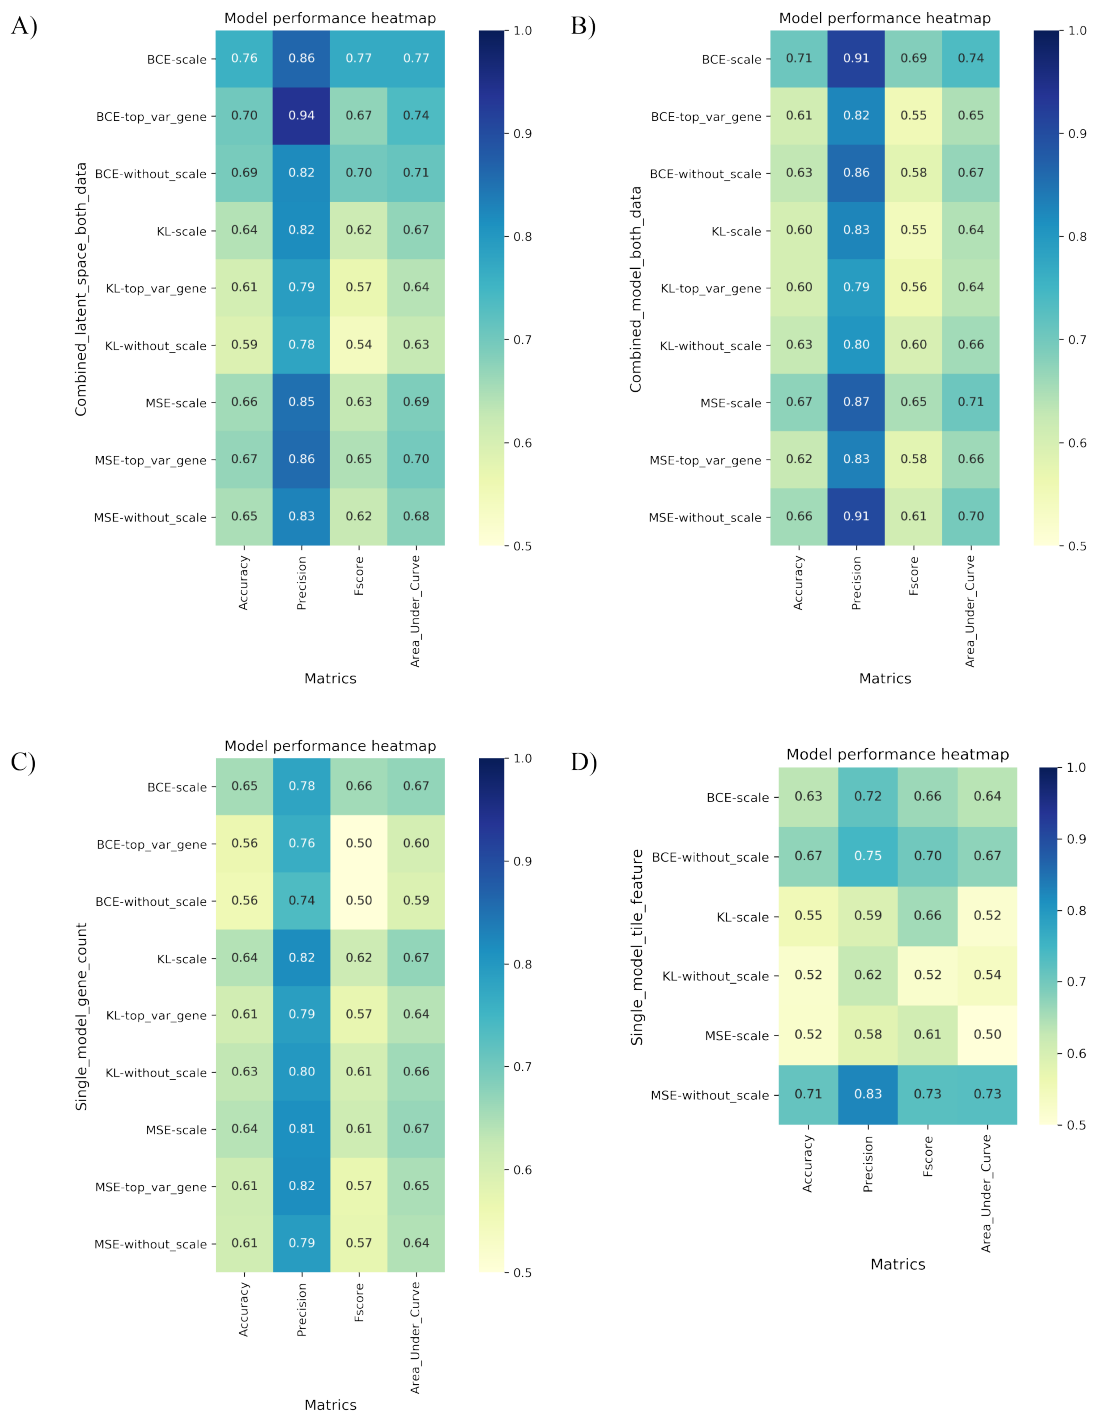 A)
Model performance heatmap
Combined_latent_space_both_data
BCE-scale 0.76 0.86 0.77 0.77
BCE-top_var_gene 0.70 0.94 0.67 0.74
BCE-without_scale 0.69 0.82 0.70 0.71
KL-scale 0.64 0.82 0.62 0.67
KL-top_var_gene 0.61 0.79 0.57 0.64
KL-without_scale 0.59 0.78 0.54 0.63
MSE-scale 0.66 0.85 0.63 0.69
MSE-top_var_gene 0.67 0.86 0.65 0.70
MSE-without_scale 0.65 0.83 0.62 0.68
Accuracy Precision Fscore Area_Under_Curve
Matrics
1.0
0.9
0.8
0.7
0.6
0.5
B)
Model performance heatmap
Combined_model_both_data
BCE-scale 0.71 0.91 0.69 0.74
BCE-top_var_gene 0.61 0.82 0.55 0.65
BCE-without_scale 0.63 0.86 0.58 0.67
KL-scale 0.60 0.83 0.55 0.64
KL-top_var_gene 0.60 0.79 0.56 0.64
KL-without_scale 0.63 0.80 0.60 0.66
MSE-scale 0.67 0.87 0.65 0.71
MSE-top_var_gene 0.62 0.83 0.58 0.66
MSE-without_scale 0.66 0.91 0.61 0.70
Accuracy Precision Fscore Area_Under_Curve
Matrics
1.0
0.9
0.8
0.7
0.6
0.5
C)
Model performance heatmap
Single_model_gene_count
BCE-scale 0.65 0.78 0.66 0.67
BCE-top_var_gene 0.56 0.76 0.50 0.60
BCE-without_scale 0.56 0.74 0.50 0.59
KL-scale 0.64 0.82 0.62 0.67
KL-top_var_gene 0.61 0.79 0.57 0.64
KL-without_scale 0.63 0.80 0.61 0.66
MSE-scale 0.64 0.81 0.61 0.67
MSE-top_var_gene 0.61 0.82 0.57 0.65
MSE-without_scale 0.61 0.79 0.57 0.64
Accuracy Precision Fscore Area_Under_Curve
Matrics
1.0
0.9
0.8
0.7
0.6
0.5
D)
Model performance heatmap
Single_model_tile_feature
BCE-scale 0.63 0.72 0.66 0.64
BCE-without_scale 0.67 0.75 0.70 0.67
KL-scale 0.55 0.59 0.66 0.52
KL-without_scale 0.52 0.62 0.52 0.54
MSE-scale 0.52 0.58 0.61 0.50
MSE-without_scale 0.71 0.83 0.73 0.73
Accuracy Precision Fscore Area_Under_Curve
Matrics
1.0
0.9
0.8
0.7
0.6
0.5